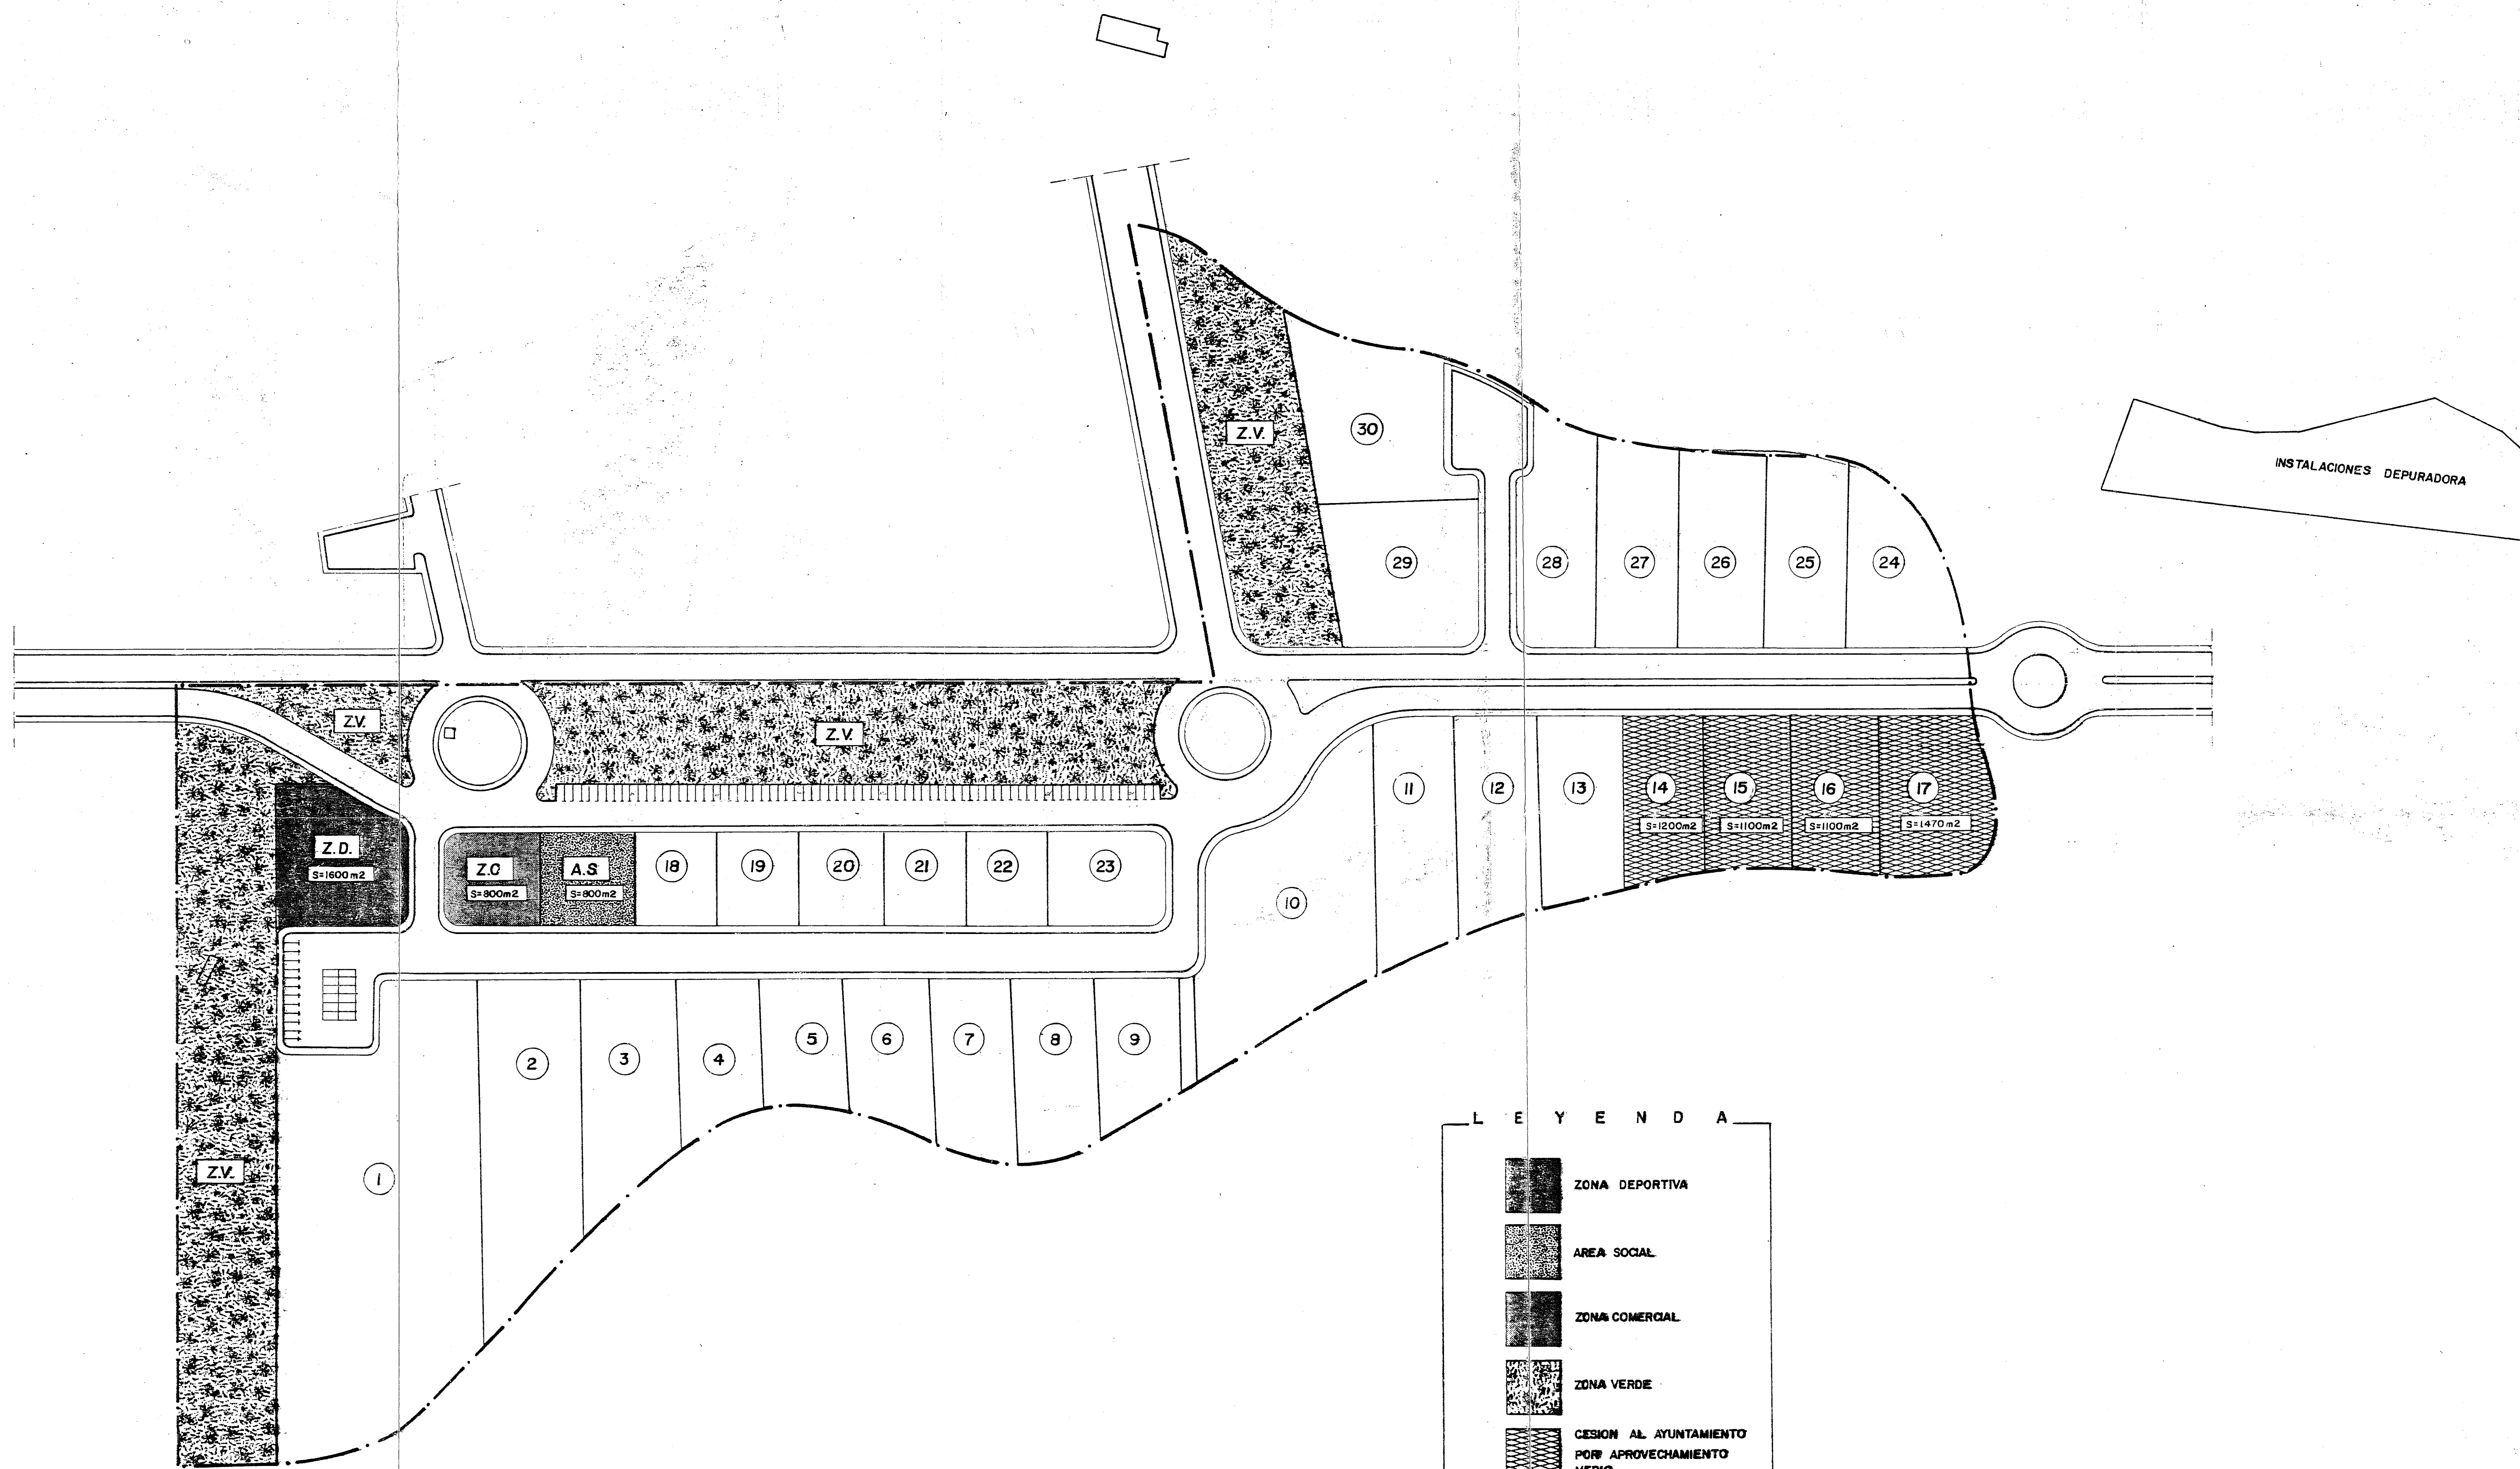 INSTALACIONES DEPURADORA
Z.V.
30
29
28
27
26
25
24
Z.V.
Z.V.
Z.D.
S=1600m2
Z.C
S=800m2
A.S.
S=800m2
18
19
20
21
22
23
10
11
12
13
14
S=1200m2
15
S=1100m2
16
S=1100m2
17
S=1470m2
1
2
3
4
5
6
7
8
9
Z.V.
LEYENDA
ZONA DEPORTIVA
AREA SOCIAL
ZONA COMERCIAL
ZONA VERDE
CESION AL AYUNTAMIENTO
POR APROVECHAMIENTO